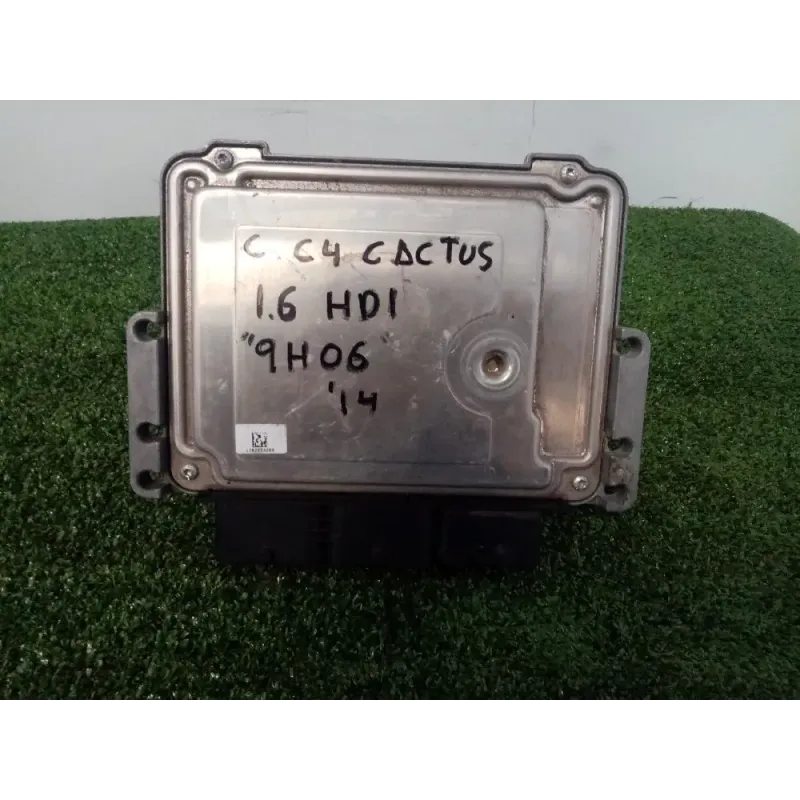 C. C4 CACTUS
1.6 HDI
"9H06"
'14